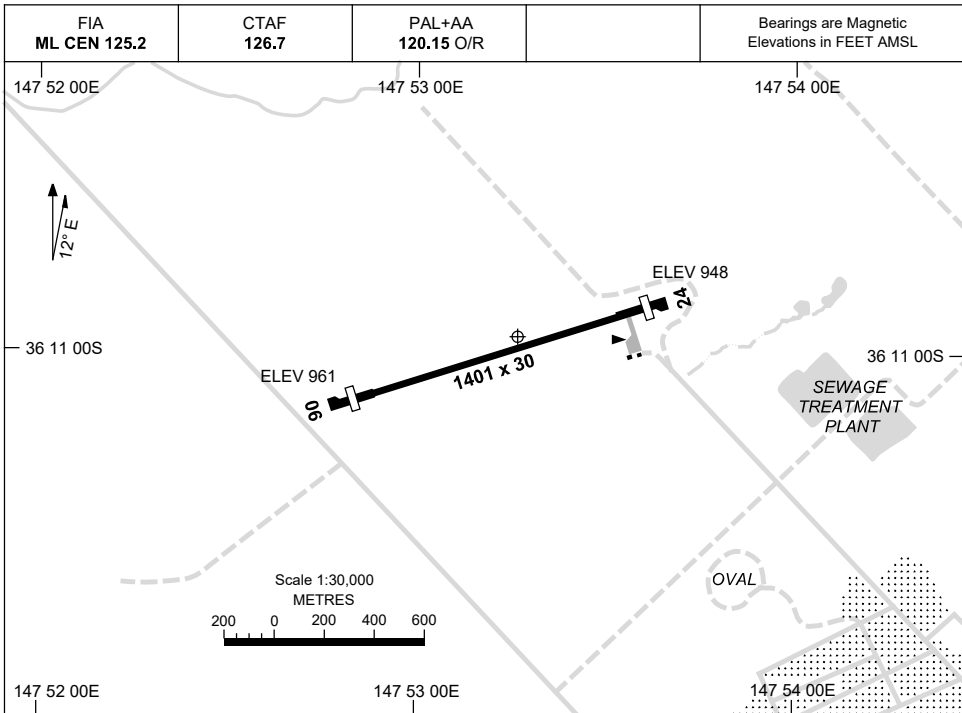 FIA
ML CEN 125.2
CTAF
126.7
PAL+AA
120.15 O/R
Bearings are Magnetic
Elevations in FEET AMSL
147 52 00E
147 53 00E
147 54 00E
12° E
ELEV 948
24
36 11 00S
36 11 00S
ELEV 961
1401 x 30
06
SEWAGE
TREATMENT
PLANT
Scale 1:30,000
METRES
200 0 200 400 600
OVAL
147 52 00E
147 53 00E
147 54 00E